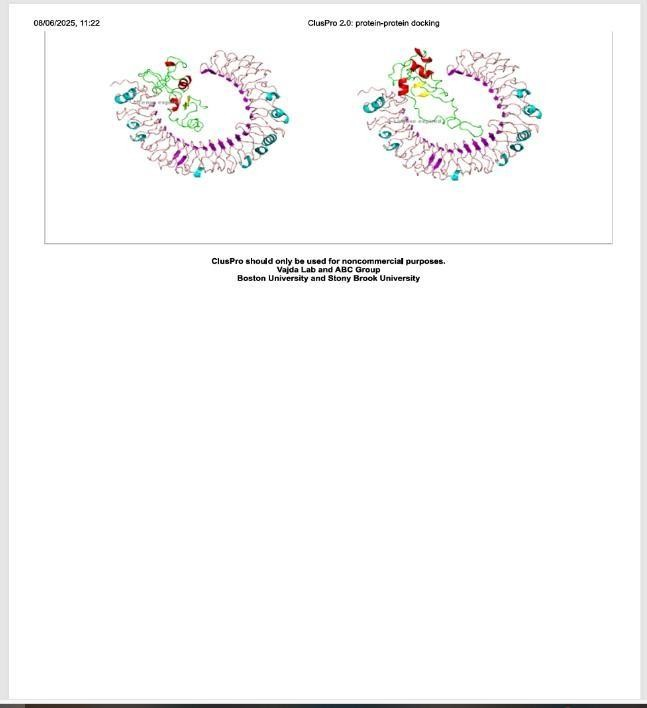 08/06/2025, 11:22
ClusPro 2.0: protein-protein docking
ClusPro should only be used for noncommercial purposes.
Vajda Lab and ABC Group
Boston University and Stony Brook University